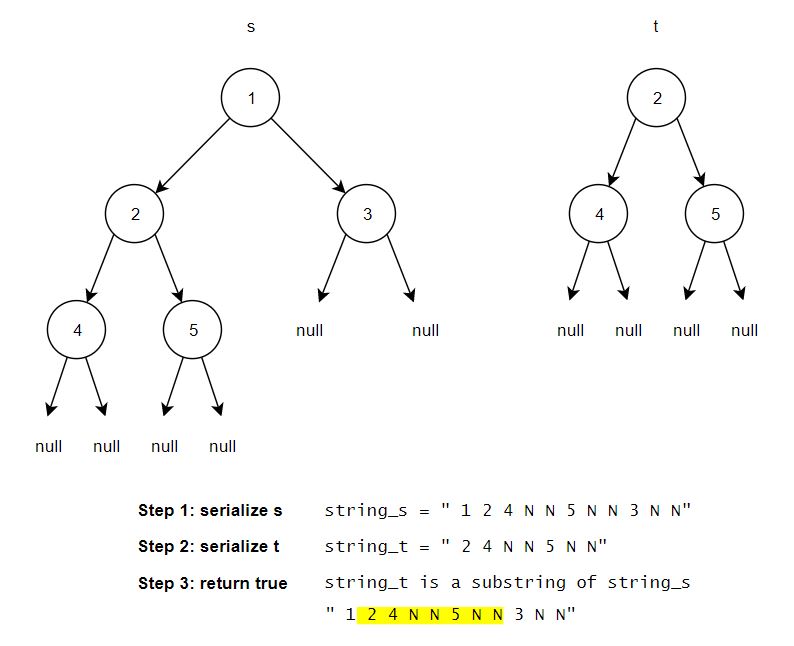 s t
1 2
2 3 4 5
4 5 null null null null null null
null null null null
Step 1: serialize s string_s = " 1 2 4 N N 5 N N 3 N N"
Step 2: serialize t string_t = " 2 4 N N 5 N N"
Step 3: return true string_t is a substring of string_s
" 1 2 4 N N 5 N N 3 N N"